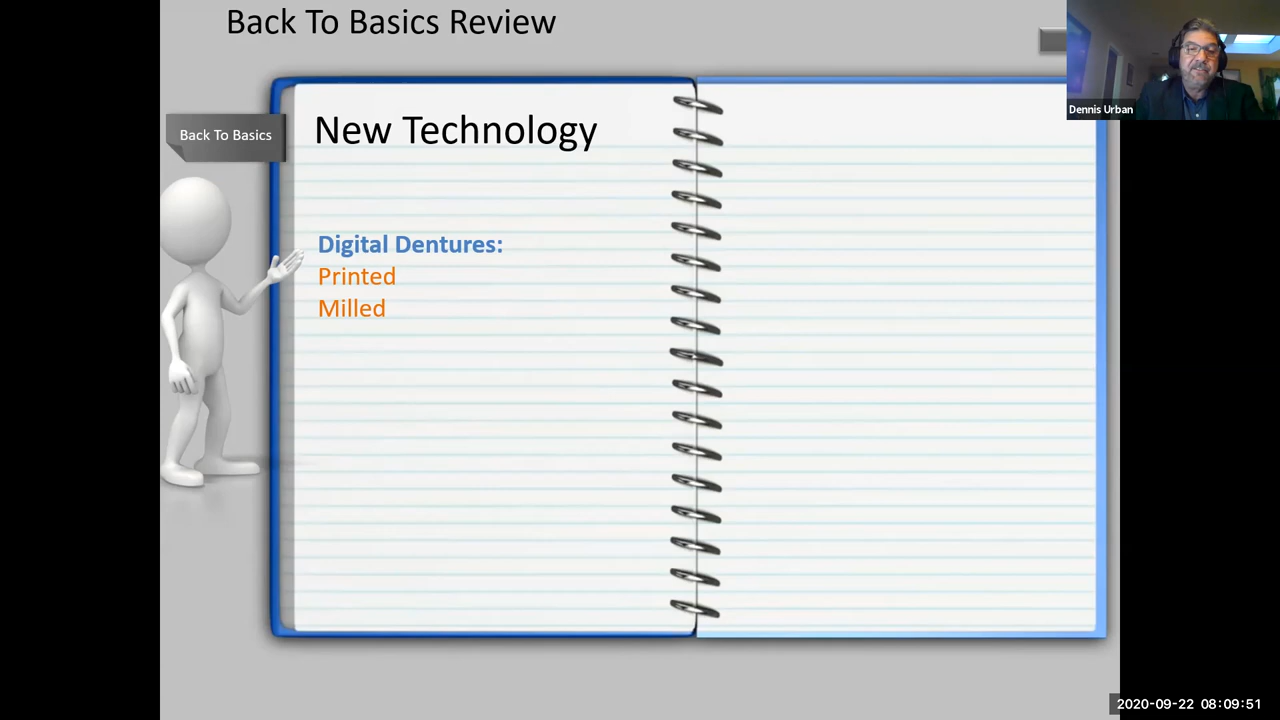 Back To Basics Review
Dennis Urban
Back To Basics
New Technology
Digital Dentures:
Printed
Milled
2020-09-22 08:09:51